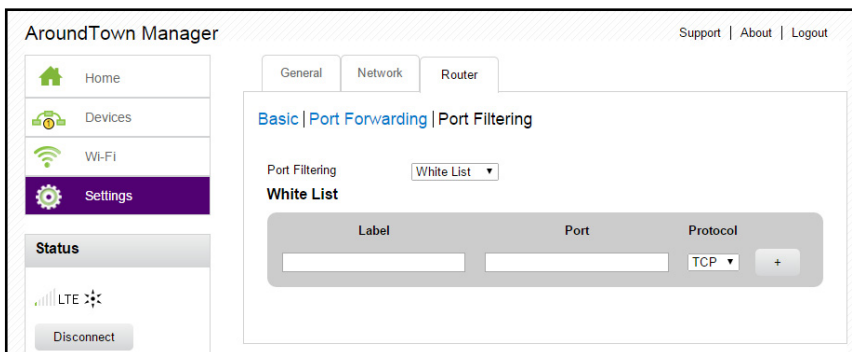 AroundTown Manager
Support | About | Logout
Home
Devices
1
Wi-Fi
Settings
Status
LTE
Disconnect
General
Network
Router
Basic | Port Forwarding | Port Filtering
Port Filtering
White List
White List
Label
Port
Protocol
TCP
+